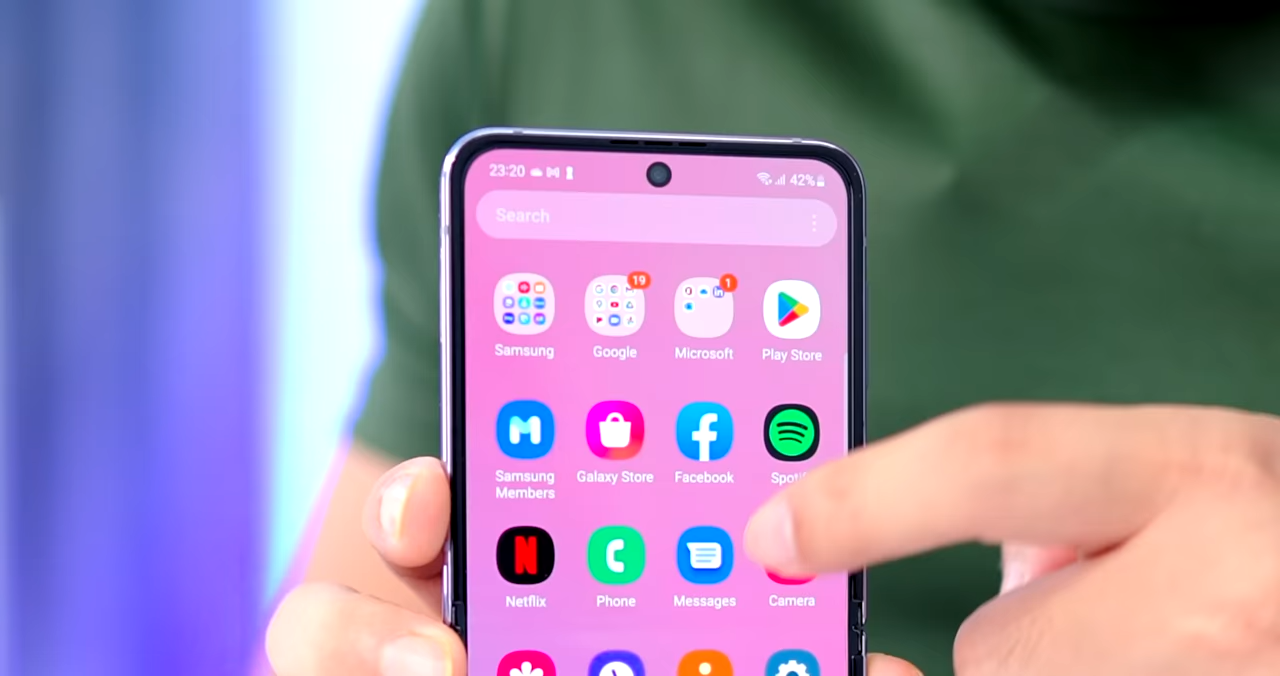 23:20
42%
Search
19
1
Samsung
Google
Microsoft
Play Store
Samsung
Members
Galaxy Store
Facebook
Netflix
Phone
Messages
Camera